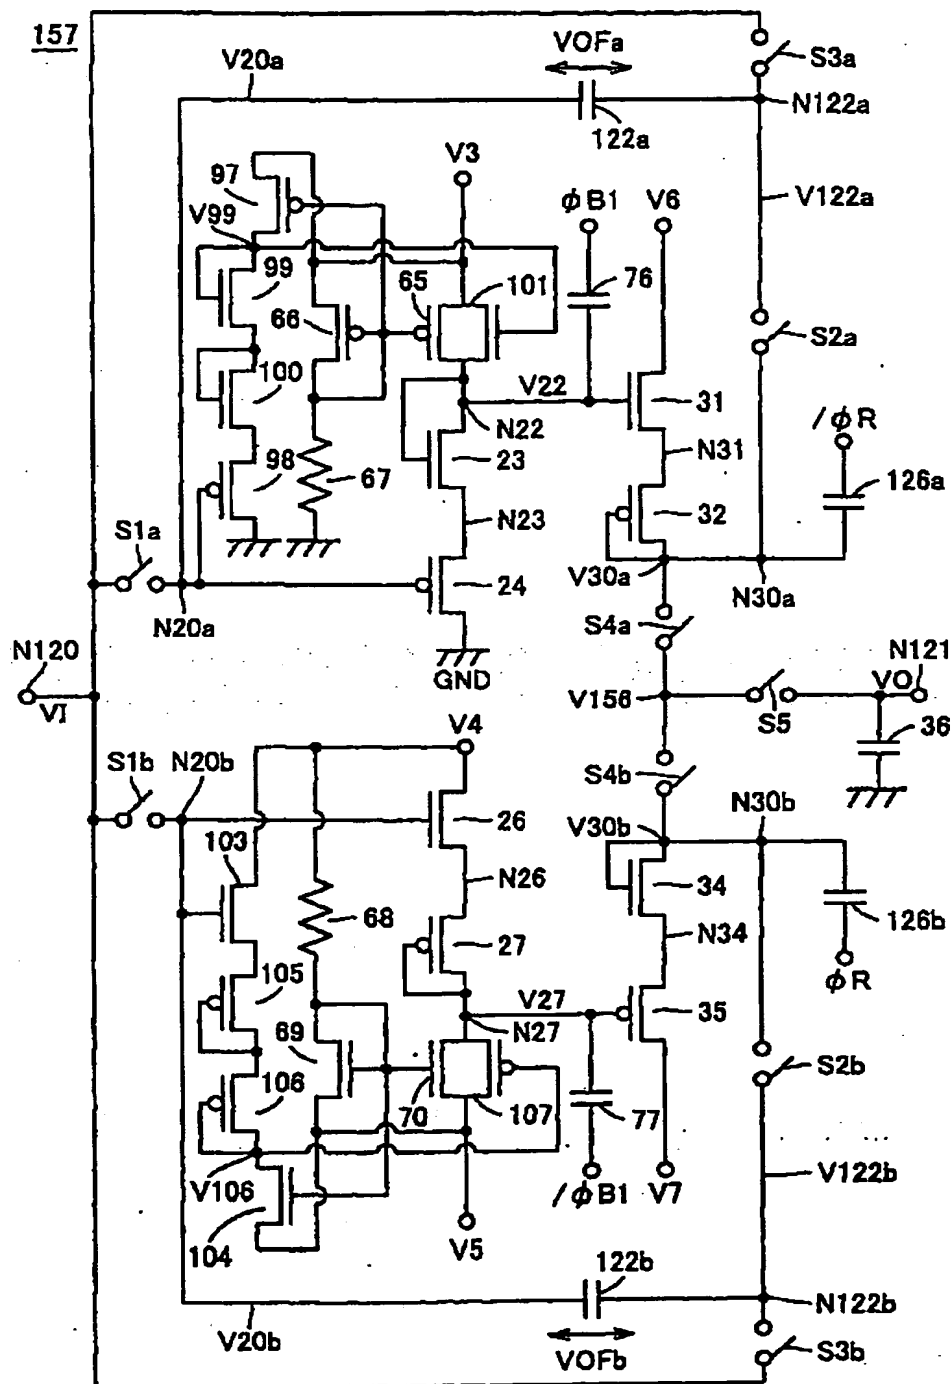 157
V20a
VOFa
S3a
N122a
122a
V3
97
φB1
V6
V122a
V99
99
65
101
76
66
S2a
100
V22
31
/φR
N22
23
N31
98
67
126a
32
S1a
N23
24
V30a
N30a
N20a
S4a
N120
GND
N121
VI
V156
VO
S5
36
V4
S1b
N20b
S4b
N30b
26
V30b
103
N26
34
68
126b
27
N34
105
φR
V27
35
69
N27
S2b
106
70
107
77
V122b
V106
/φB1
V7
104
V5
122b
N122b
V20b
VOFb
S3b